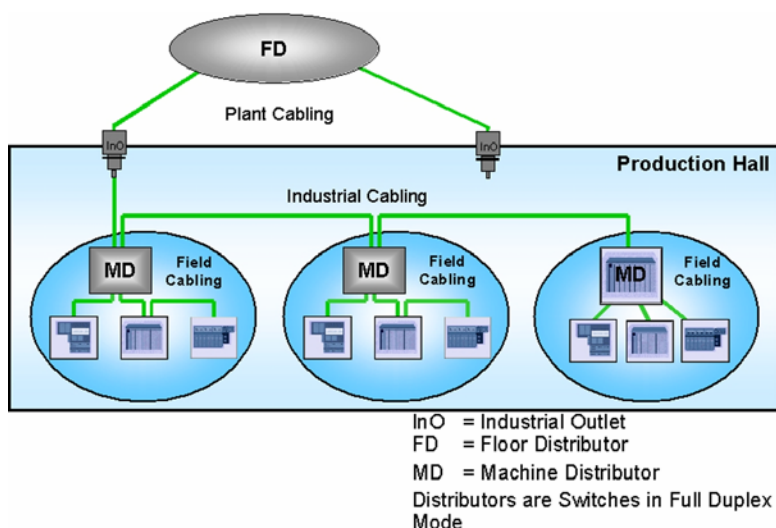 FD
Plant Cabling
InO
InO
Production Hall
Industrial Cabling
MD
Field
Cabling
MD
Field
Cabling
MD
Field
Cabling
InO = Industrial Outlet
FD = Floor Distributor
MD = Machine Distributor
Distributors are Switches in Full Duplex
Mode